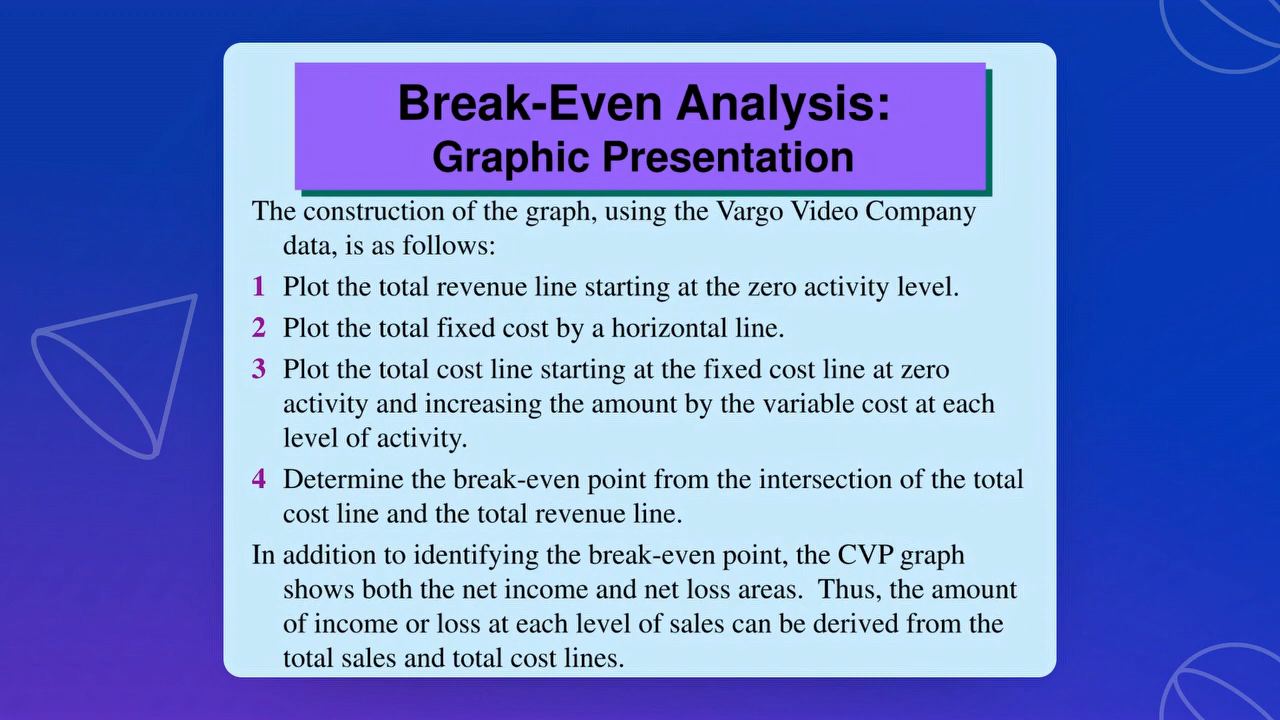 Break-Even Analysis:
Graphic Presentation
The construction of the graph, using the Vargo Video Company
data, is as follows:
1 Plot the total revenue line starting at the zero activity level.
2 Plot the total fixed cost by a horizontal line.
3 Plot the total cost line starting at the fixed cost line at zero
activity and increasing the amount by the variable cost at each
level of activity.
4 Determine the break-even point from the intersection of the total
cost line and the total revenue line.
In addition to identifying the break-even point, the CVP graph
shows both the net income and net loss areas.  Thus, the amount
of income or loss at each level of sales can be derived from the
total sales and total cost lines.